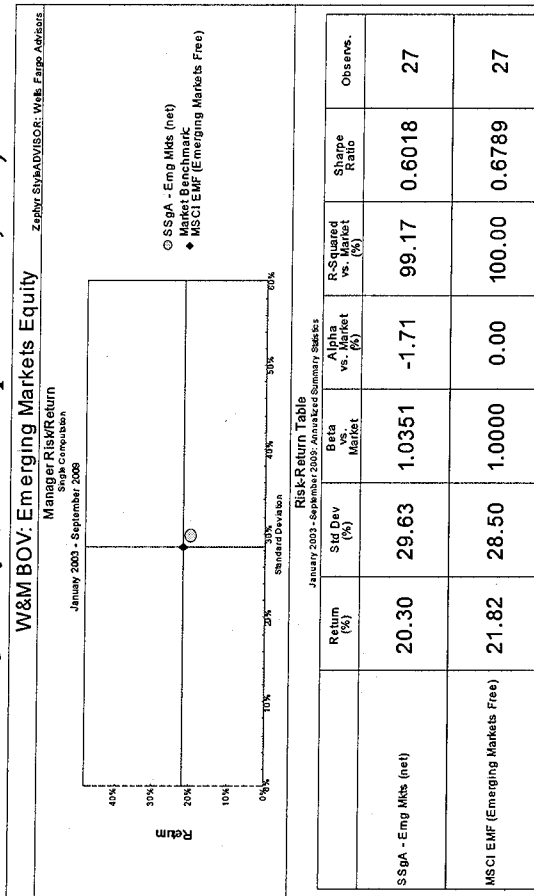 W&M BOV: Emerging Markets Equity
Zephyr StyleADVISOR: Wells Fargo Advisors
Manager Risk/Return
Single Computation
January 2003 - September 2009
Return
40%
30%
20%
10%
0%
0%
10%
20%
30%
40%
50%
60%
Standard Deviation
SSgA - Emg Mkts (net)
Market Benchmark:
MSCI EMF (Emerging Markets Free)
Risk-Return Table
January 2003 - September 2009: Annualized Summary Statistics
Return (%) Std Dev (%) Beta vs. Market Alpha vs. Market (%) R-Squared vs. Market (%) Sharpe Ratio Observs.
SSgA - Emg Mkts (net) 20.30 29.63 1.0351 -1.71 99.17 0.6018 27
MSCI EMF (Emerging Markets Free) 21.82 28.50 1.0000 0.00 100.00 0.6789 27